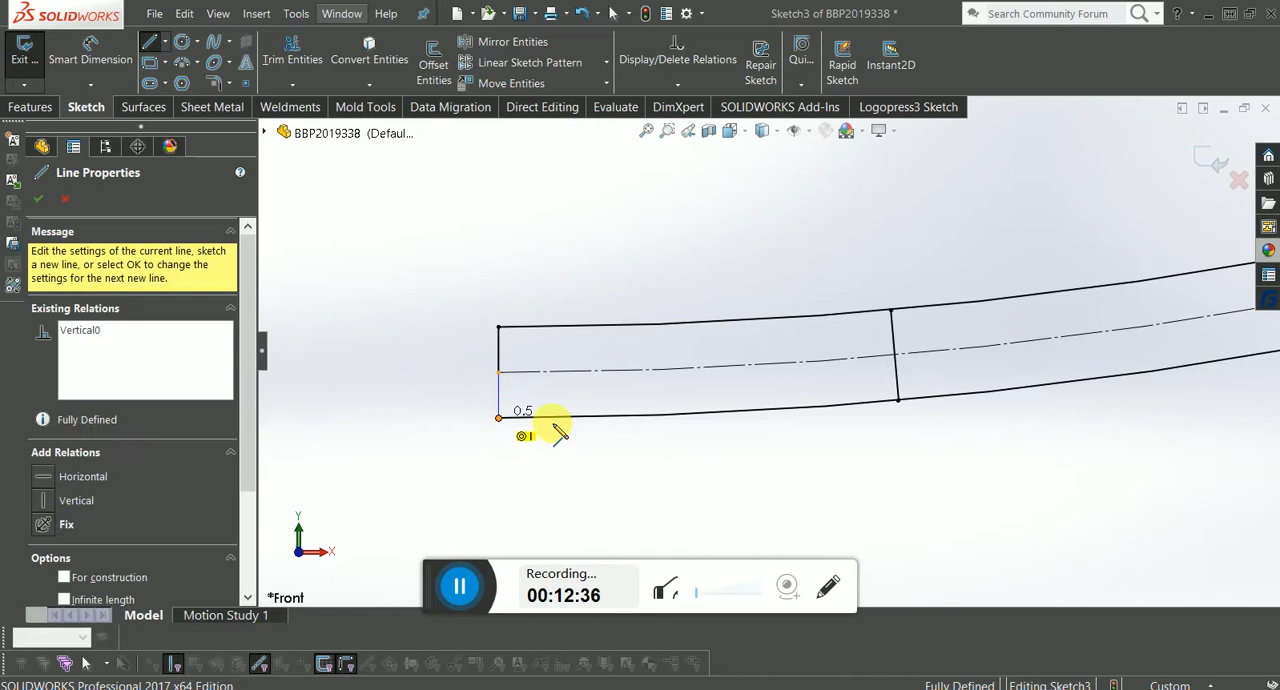 SOLIDWORKS File Edit View Insert Tools Window Help Sketch3 of BBP2019338 * Search Community Forum ?
Exit ... Smart Dimension Trim Entities Convert Entities Offset Entities Mirror Entities Linear Sketch Pattern Move Entities Display/Delete Relations Repair Sketch Qui... Rapid Sketch Instant2D
Features Sketch Surfaces Sheet Metal Weldments Mold Tools Data Migration Direct Editing Evaluate DimXpert SOLIDWORKS Add-Ins Logopress3 Sketch
BBP2019338 (Defaul...
Line Properties
Message
Edit the settings of the current line, sketch
a new line, or select OK to change the
settings for the next new line.
Existing Relations
Vertical0
Fully Defined
Add Relations
Horizontal
Vertical
Fix
Options
For construction
Infinite length
0.5
Y
X
*Front
Recording...
00:12:36
Model Motion Study 1
SOLIDWORKS Professional 2017 x64 Edition Fully Defined Editing Sketch3 Custom